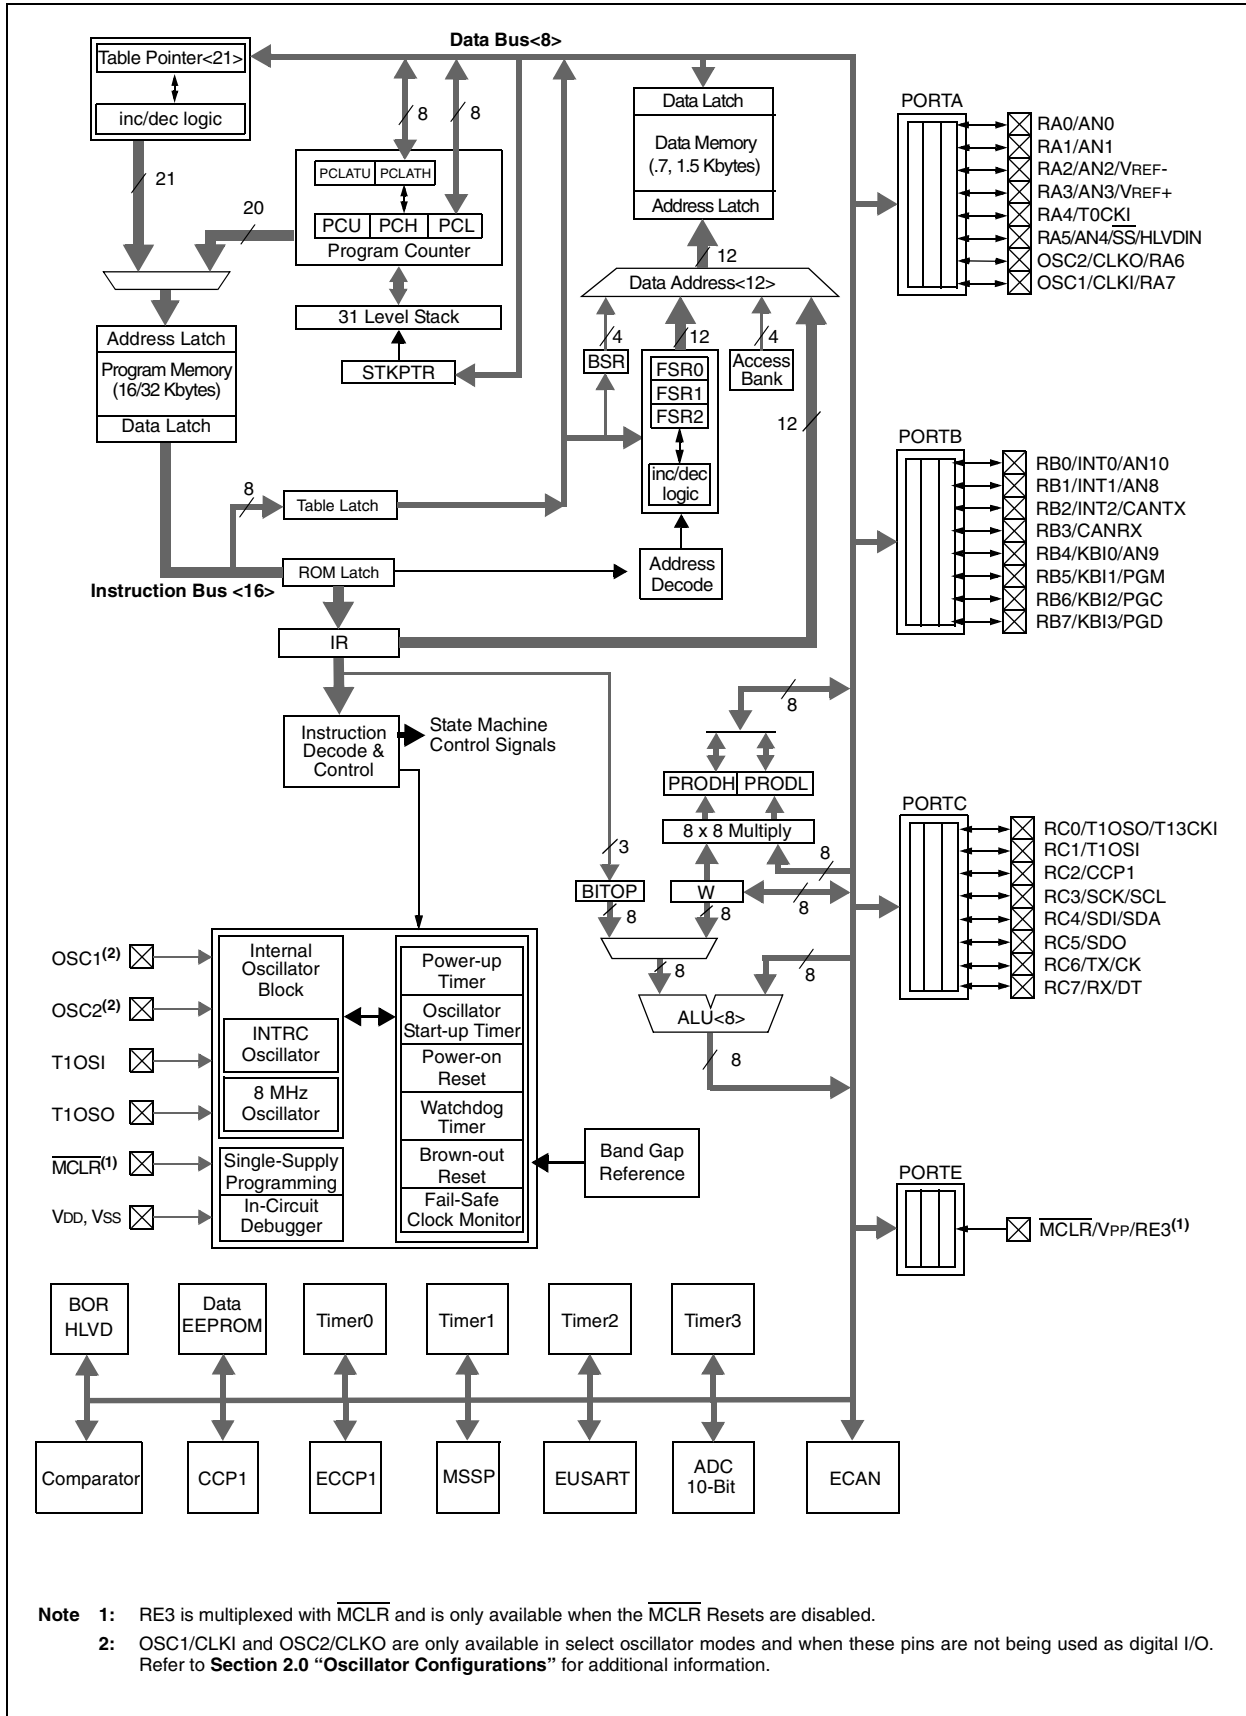 Data Bus<8>
Table Pointer<21>
inc/dec logic
21
20
8
8
PCLATU PCLATH
PCU PCH PCL
Program Counter
31 Level Stack
STKPTR
Address Latch
Program Memory
(16/32 Kbytes)
Data Latch
Data Latch
Data Memory
(.7, 1.5 Kbytes)
Address Latch
12
Data Address<12>
4
12
4
BSR
FSR0
FSR1
FSR2
inc/dec
logic
Access
Bank
12
8
Table Latch
ROM Latch
Instruction Bus <16>
Address
Decode
IR
Instruction
Decode &
Control
State Machine
Control Signals
8
PRODH PRODL
8 x 8 Multiply
3
8
BITOP
W
8
8
8
8
8
ALU<8>
8
PORTA
RA0/AN0
RA1/AN1
RA2/AN2/VREF-
RA3/AN3/VREF+
RA4/T0CKI
RA5/AN4/SS/HLVDIN
OSC2/CLKO/RA6
OSC1/CLKI/RA7
PORTB
RB0/INT0/AN10
RB1/INT1/AN8
RB2/INT2/CANTX
RB3/CANRX
RB4/KBI0/AN9
RB5/KBI1/PGM
RB6/KBI2/PGC
RB7/KBI3/PGD
PORTC
RC0/T1OSO/T13CKI
RC1/T1OSI
RC2/CCP1
RC3/SCK/SCL
RC4/SDI/SDA
RC5/SDO
RC6/TX/CK
RC7/RX/DT
PORTE
MCLR/VPP/RE3(1)
OSC1(2)
OSC2(2)
T1OSI
T1OSO
MCLR(1)
VDD, VSS
Internal
Oscillator
Block
INTRC
Oscillator
8 MHz
Oscillator
Single-Supply
Programming
In-Circuit
Debugger
Power-up
Timer
Oscillator
Start-up Timer
Power-on
Reset
Watchdog
Timer
Brown-out
Reset
Fail-Safe
Clock Monitor
Band Gap
Reference
BOR
HLVD
Data
EEPROM
Timer0
Timer1
Timer2
Timer3
Comparator
CCP1
ECCP1
MSSP
EUSART
ADC
10-Bit
ECAN
Note 1: RE3 is multiplexed with MCLR and is only available when the MCLR Resets are disabled.
2: OSC1/CLKI and OSC2/CLKO are only available in select oscillator modes and when these pins are not being used as digital I/O.
Refer to Section 2.0 “Oscillator Configurations” for additional information.